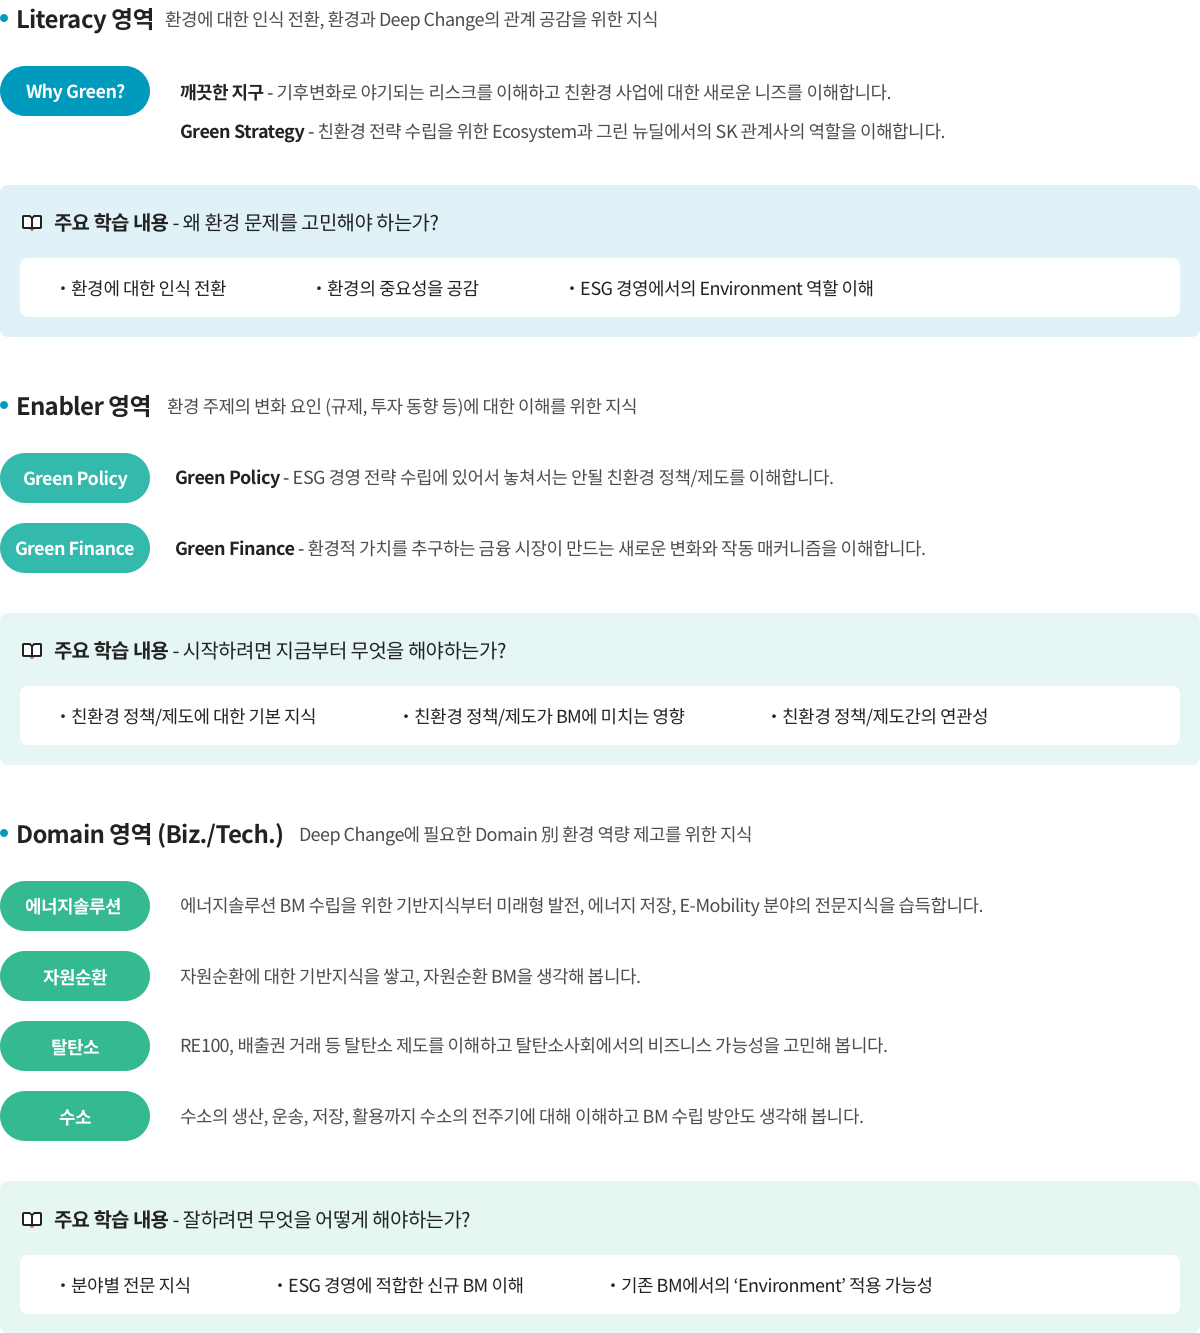 • Literacy 영역 환경에 대한 인식 전환, 환경과 Deep Change의 관계 공감을 위한 지식
Why Green? 깨끗한 지구 - 기후변화로 야기되는 리스크를 이해하고 친환경 사업에 대한 새로운 니즈를 이해합니다.
Green Strategy - 친환경 전략 수립을 위한 Ecosystem과 그린 뉴딜에서의 SK 관계사의 역할을 이해합니다.
주요 학습 내용 - 왜 환경 문제를 고민해야 하는가?
• 환경에 대한 인식 전환 • 환경의 중요성을 공감 • ESG 경영에서의 Environment 역할 이해
• Enabler 영역 환경 주제의 변화 요인 (규제, 투자 동향 등)에 대한 이해를 위한 지식
Green Policy Green Policy - ESG 경영 전략 수립에 있어서 놓쳐서는 안될 친환경 정책/제도를 이해합니다.
Green Finance Green Finance - 환경적 가치를 추구하는 금융 시장이 만드는 새로운 변화와 작동 매커니즘을 이해합니다.
주요 학습 내용 - 시작하려면 지금부터 무엇을 해야하는가?
• 친환경 정책/제도에 대한 기본 지식 • 친환경 정책/제도가 BM에 미치는 영향 • 친환경 정책/제도간의 연관성
• Domain 영역 (Biz./Tech.) Deep Change에 필요한 Domain 別 환경 역량 제고를 위한 지식
에너지솔루션 에너지솔루션 BM 수립을 위한 기반지식부터 미래형 발전, 에너지 저장, E-Mobility 분야의 전문지식을 습득합니다.
자원순환 자원순환에 대한 기반지식을 쌓고, 자원순환 BM을 생각해 봅니다.
탈탄소 RE100, 배출권 거래 등 탈탄소 제도를 이해하고 탈탄소사회에서의 비즈니스 가능성을 고민해 봅니다.
수소 수소의 생산, 운송, 저장, 활용까지 수소의 전주기에 대해 이해하고 BM 수립 방안도 생각해 봅니다.
주요 학습 내용 - 잘하려면 무엇을 어떻게 해야하는가?
• 분야별 전문 지식 • ESG 경영에 적합한 신규 BM 이해 • 기존 BM에서의 ‘Environment’ 적용 가능성